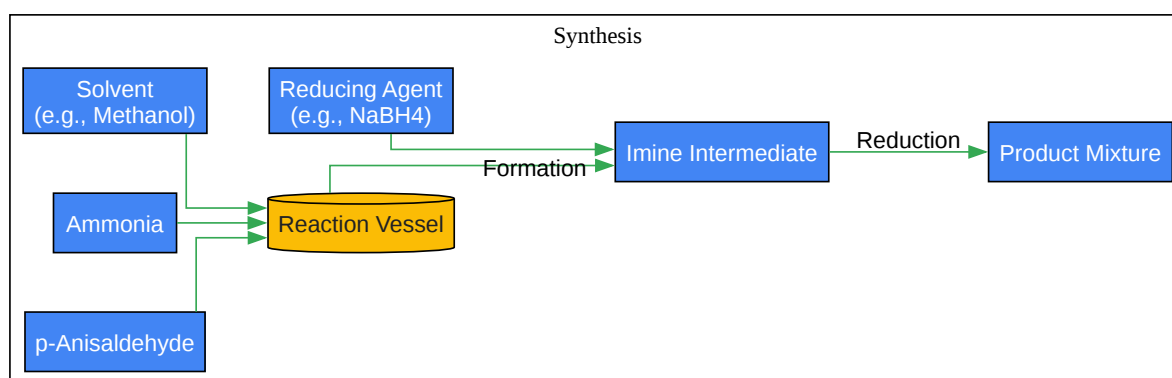 Synthesis
Solvent
(e.g., Methanol)
Reducing Agent
(e.g., NaBH4)
Imine Intermediate
Reduction
Product Mixture
Formation
Ammonia
Reaction Vessel
p-Anisaldehyde